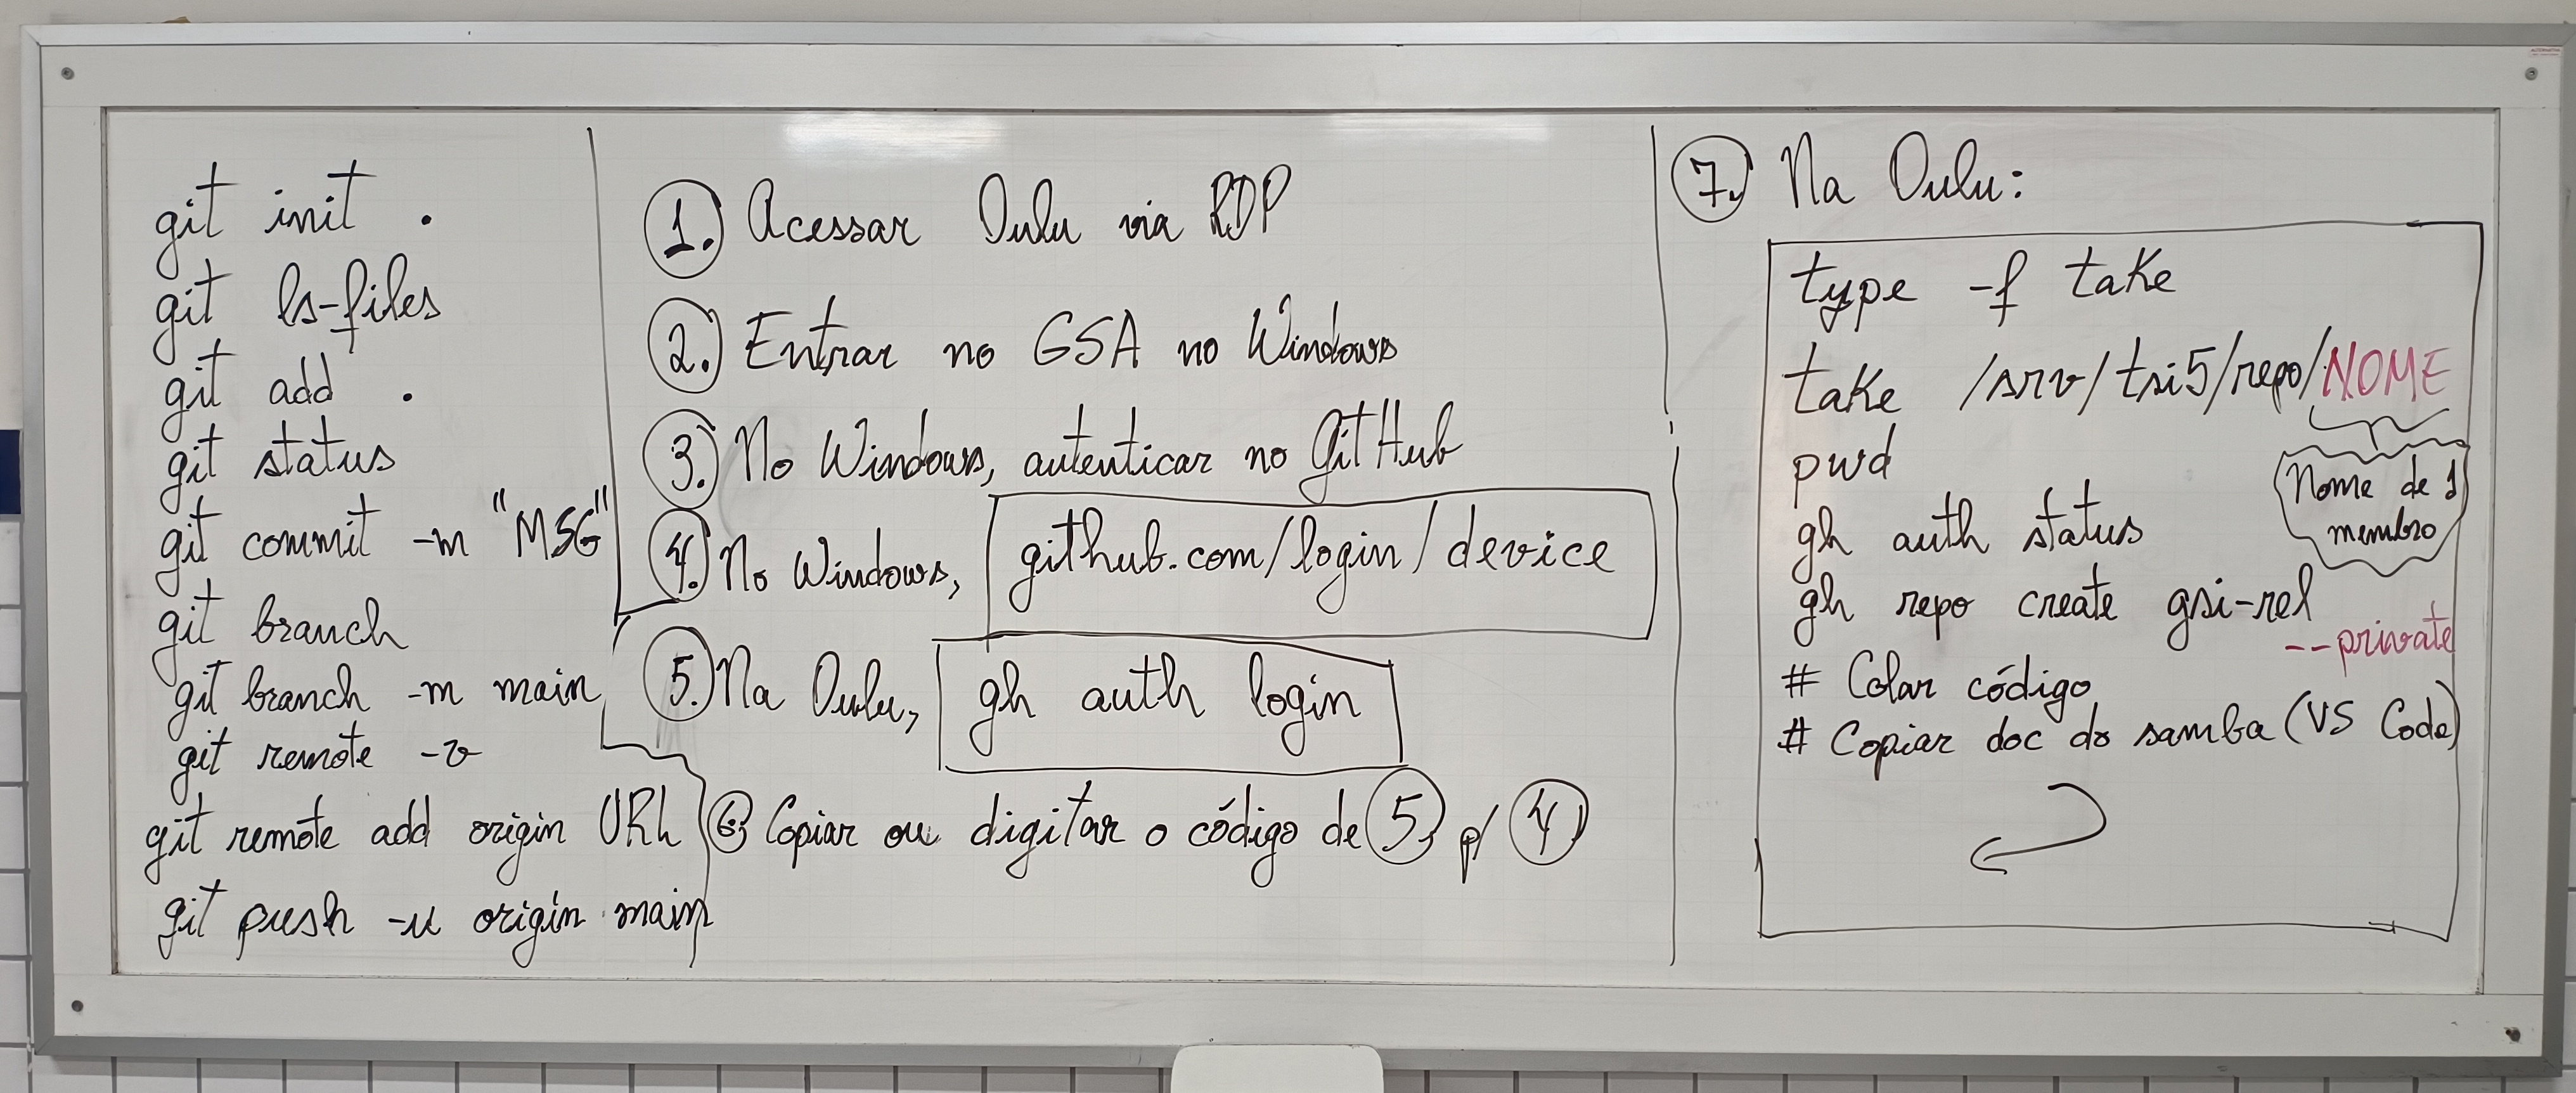 git init .
git ls-files
git add .
git status
git commit -m "MSG"
git branch
git branch -m main
git remote -v
git remote add origin URL
git push -u origin main
1. Acessar Oulu via RDP
2. Entrar no GSA no Windows
3. No Windows, autenticar no GitHub
4. No Windows, github.com/login/device
5. Na Oulu, gh auth login
6. Copiar ou digitar o código de 5 p/ 4
7. Na Oulu:
type -f take
take /srv/tsi5/repo/NOME
Nome de 1
membro
pwd
gh auth status
gh repo create gsi-rel
--private
# Colar código
# Copiar doc do samba (VS Code)